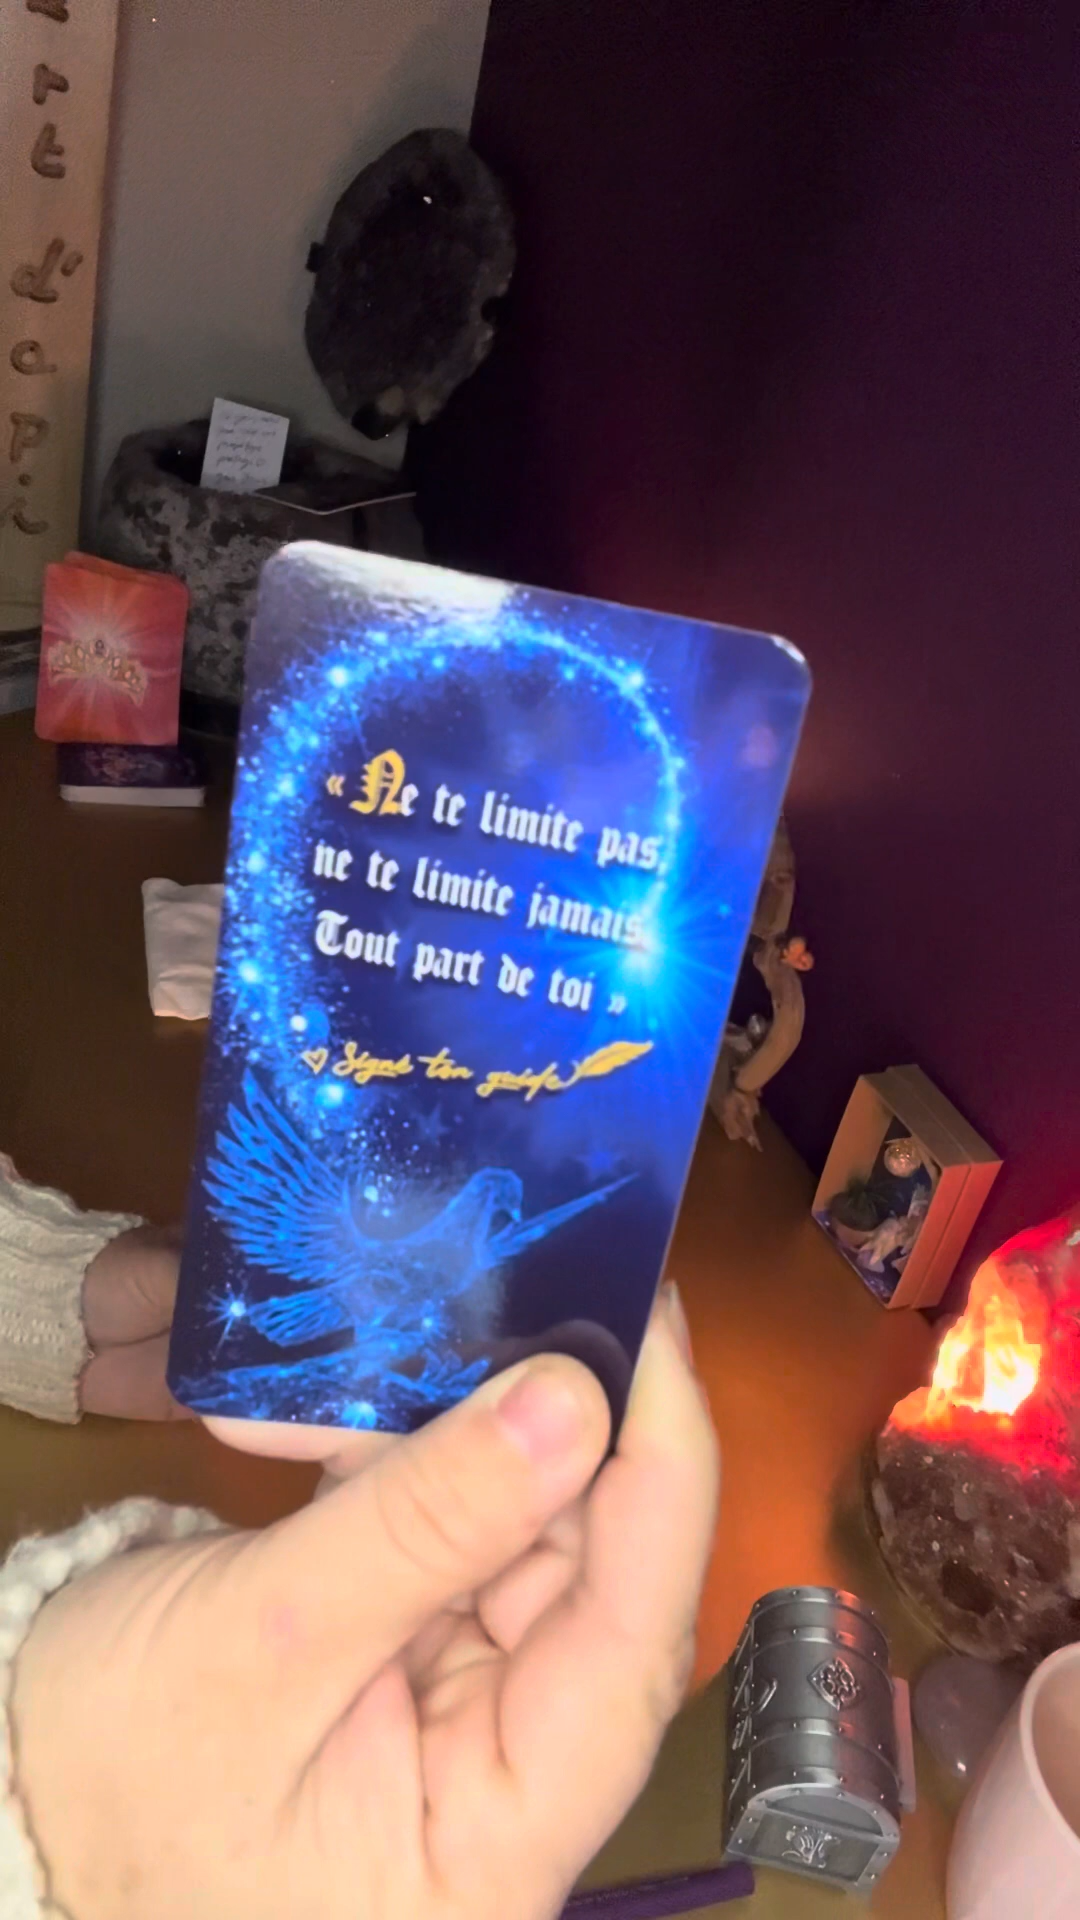 « Ne te limite pas,
ne te limite jamais.
Tout part de toi »
Signé ton guide
r
t
d'
a
p
i